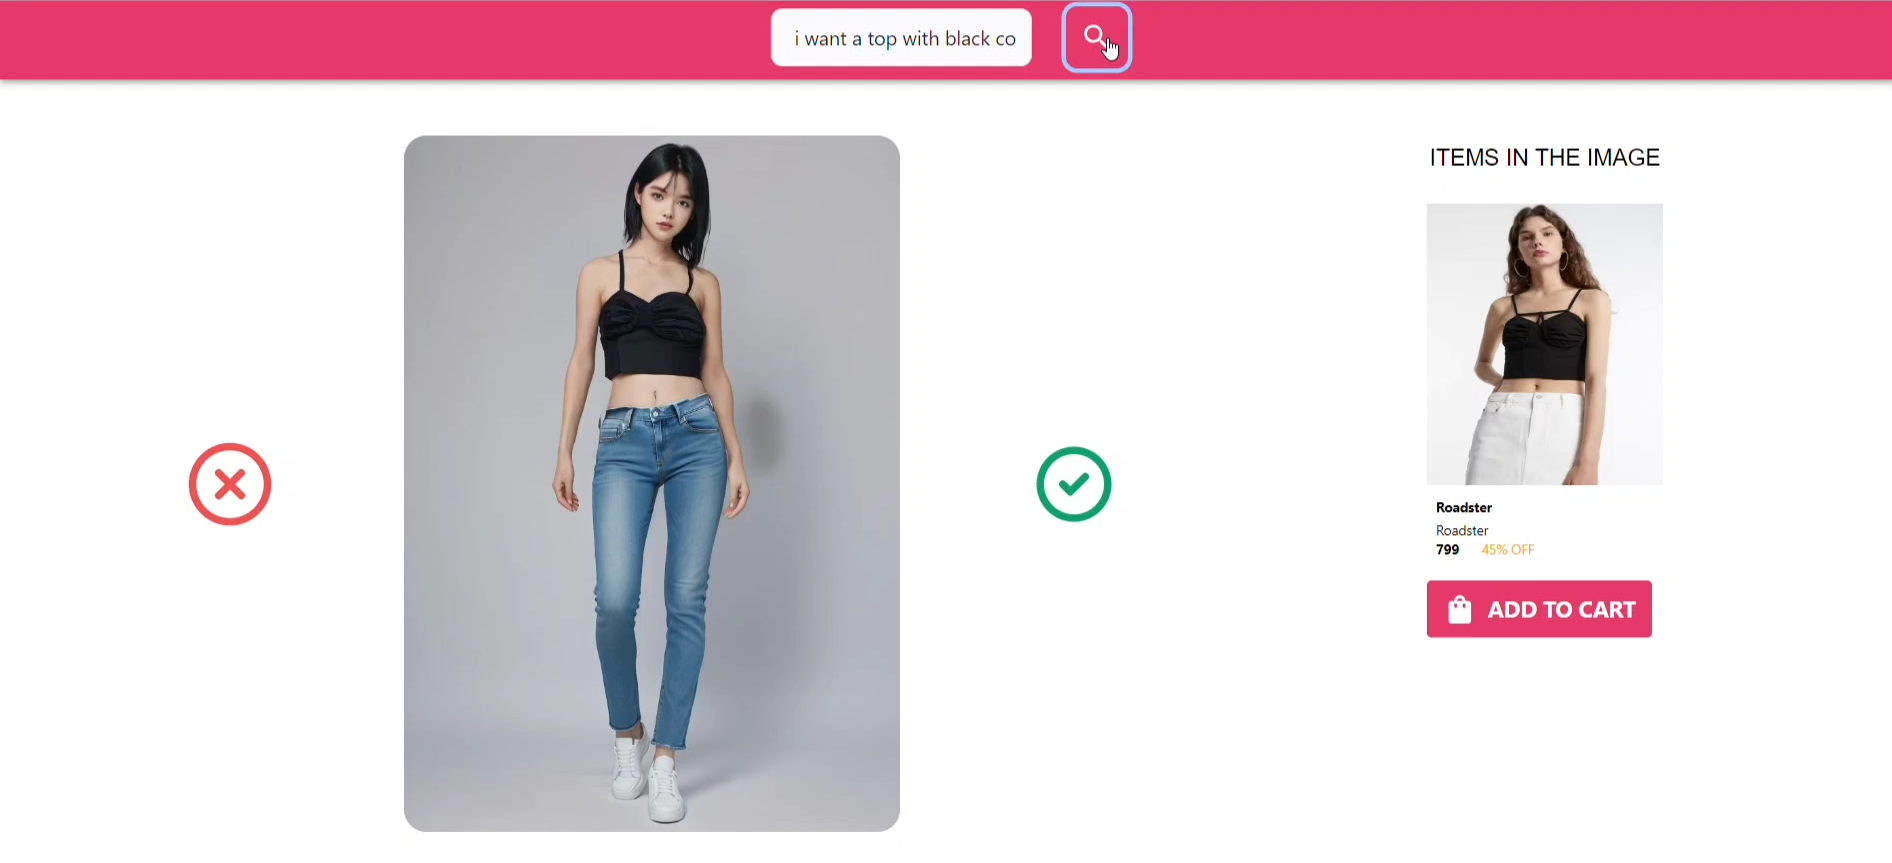 i want a top with black co
ITEMS IN THE IMAGE
Roadster
Roadster
799 45% OFF
ADD TO CART